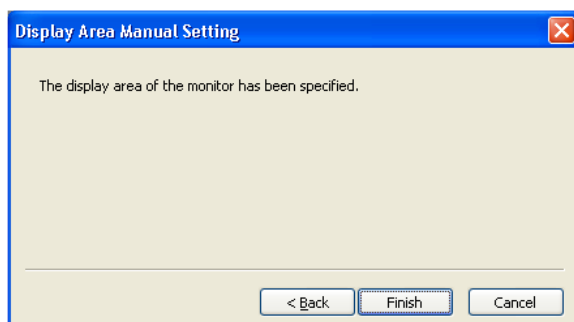 Display Area Manual Setting
The display area of the monitor has been specified.
< Back
Finish
Cancel